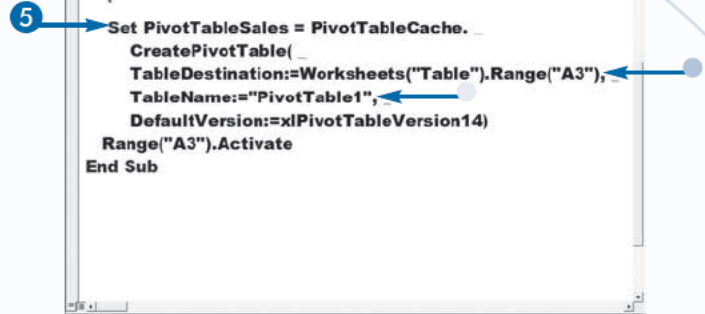 5
Set PivotTableSales = PivotTableCache. _
CreatePivotTable( _
TableDestination:=Worksheets("Table").Range("A3"), _
TableName:="PivotTable1", _
DefaultVersion:=xlPivotTableVersion14)
Range("A3").Activate
End Sub